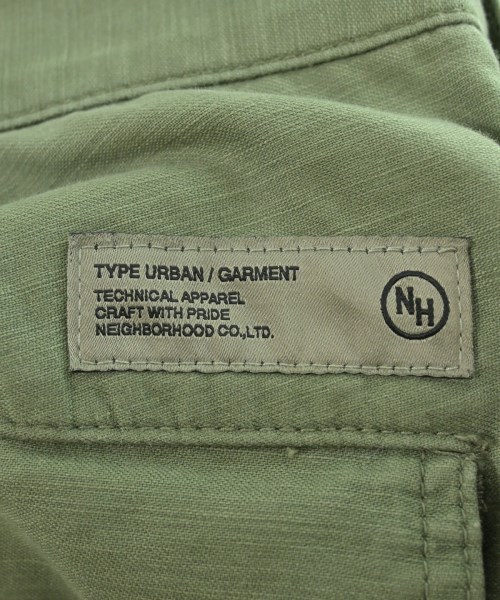 TYPE URBAN / GARMENT
TECHNICAL APPAREL
CRAFT WITH PRIDE
NEIGHBORHOOD CO.,LTD.
NH